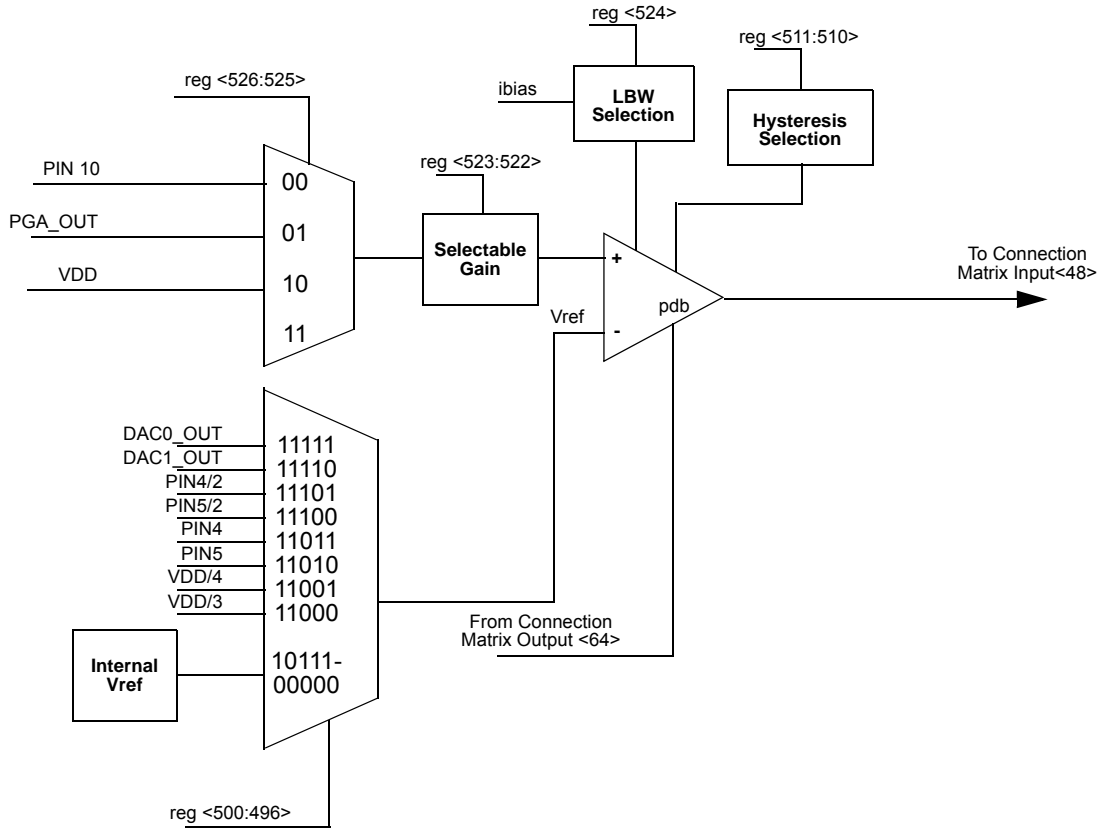 reg <524>
reg <511:510>
reg <526:525>
ibias
LBW
Selection
Hysteresis
Selection
PIN 10
00
reg <523:522>
PGA_OUT
01
Selectable
Gain
+
To Connection
Matrix Input<48>
VDD
10
pdb
Vref
11
-
DAC0_OUT
11111
DAC1_OUT
11110
PIN4/2
11101
PIN5/2
11100
PIN4
11011
PIN5
11010
VDD/4
11001
VDD/3
11000
From Connection
Matrix Output <64>
Internal
Vref
10111-
00000
reg <500:496>